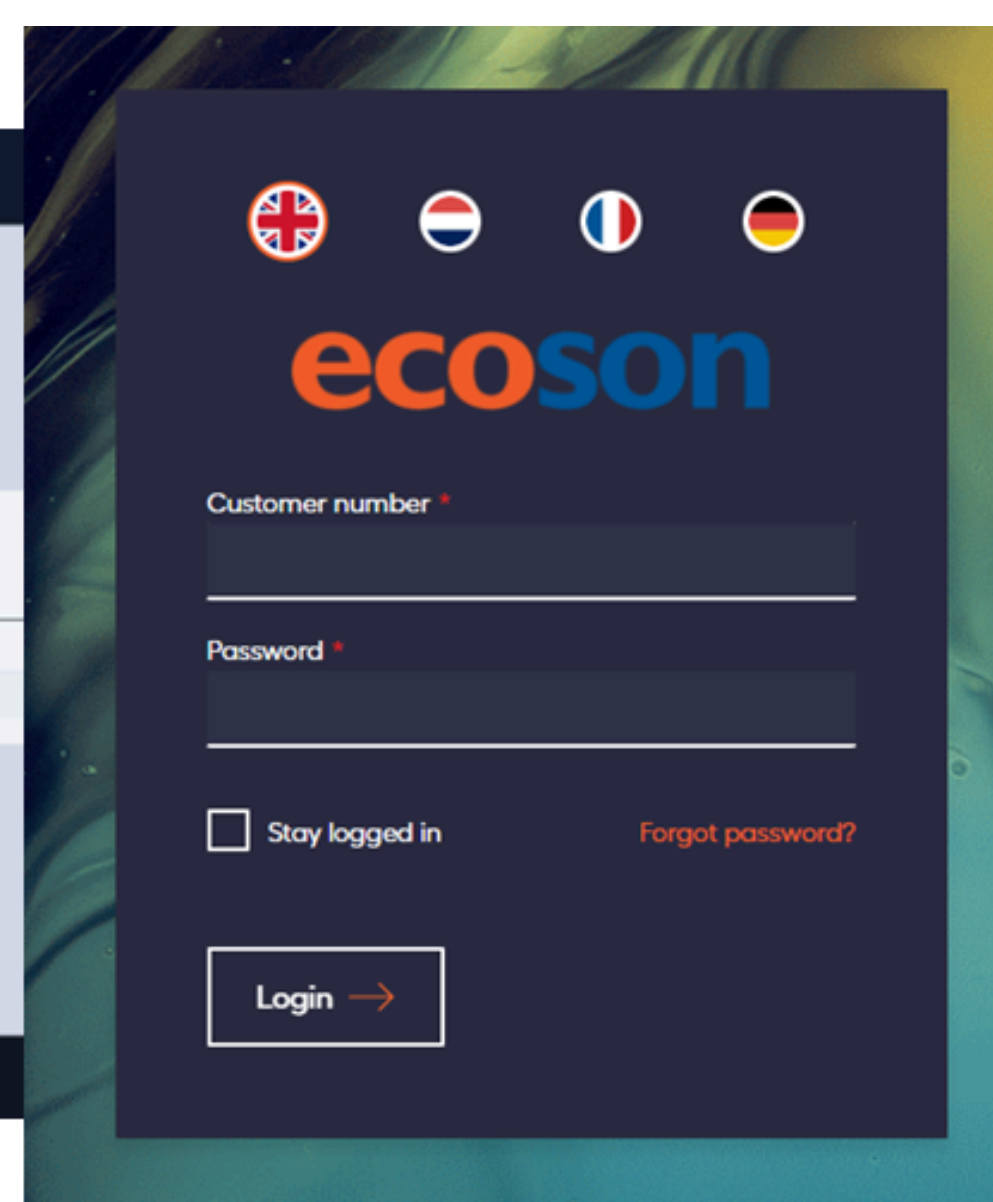 ecoson
Customer number *
Password *
Stay logged in
Forgot password?
Login